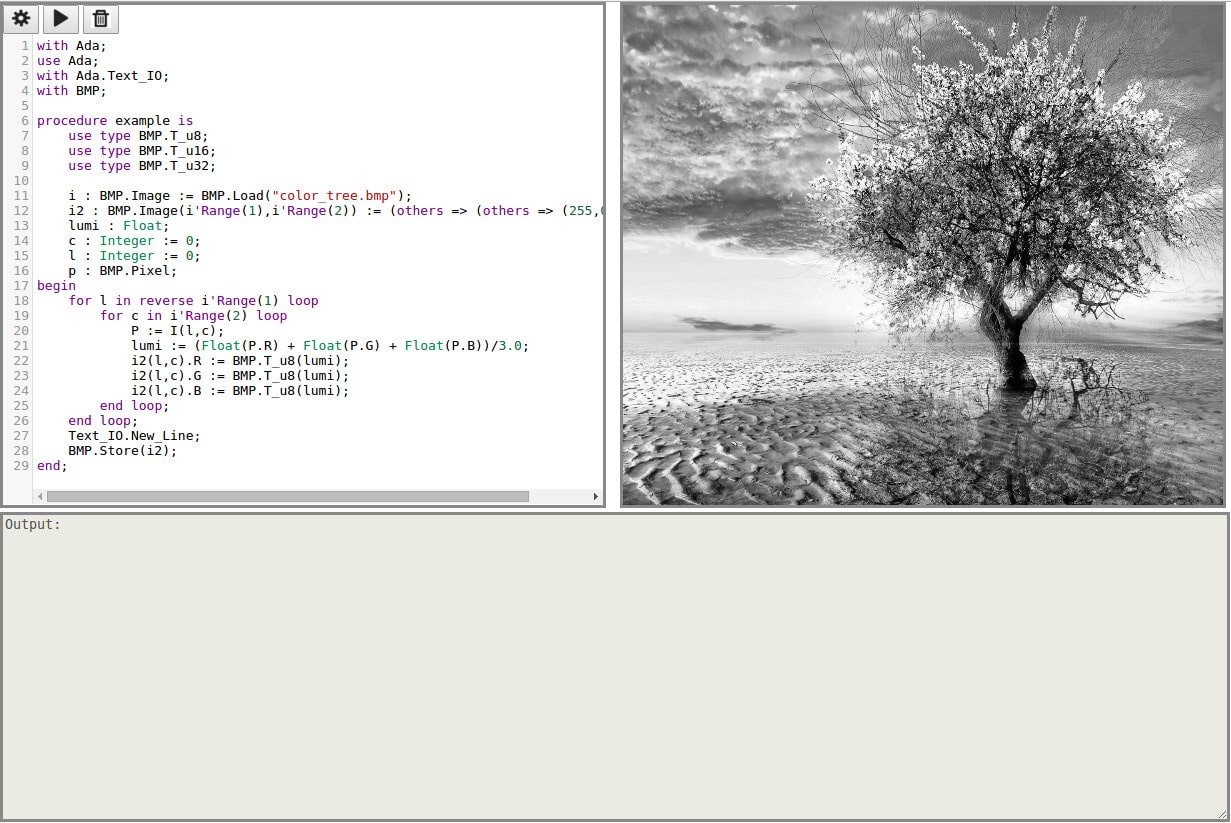 1 with Ada;
2 use Ada;
3 with Ada.Text_IO;
4 with BMP;
5
6 procedure example is
7     use type BMP.T_u8;
8     use type BMP.T_u16;
9     use type BMP.T_u32;
10
11     i : BMP.Image := BMP.Load("color_tree.bmp");
12     i2 : BMP.Image(i'Range(1),i'Range(2)) := (others => (others => (255,
13     lumi : Float;
14     c : Integer := 0;
15     l : Integer := 0;
16     p : BMP.Pixel;
17 begin
18     for l in reverse i'Range(1) loop
19         for c in i'Range(2) loop
20             P := I(l,c);
21             lumi := (Float(P.R) + Float(P.G) + Float(P.B))/3.0;
22             i2(l,c).R := BMP.T_u8(lumi);
23             i2(l,c).G := BMP.T_u8(lumi);
24             i2(l,c).B := BMP.T_u8(lumi);
25         end loop;
26     end loop;
27     Text_IO.New_Line;
28     BMP.Store(i2);
29 end;
Output: